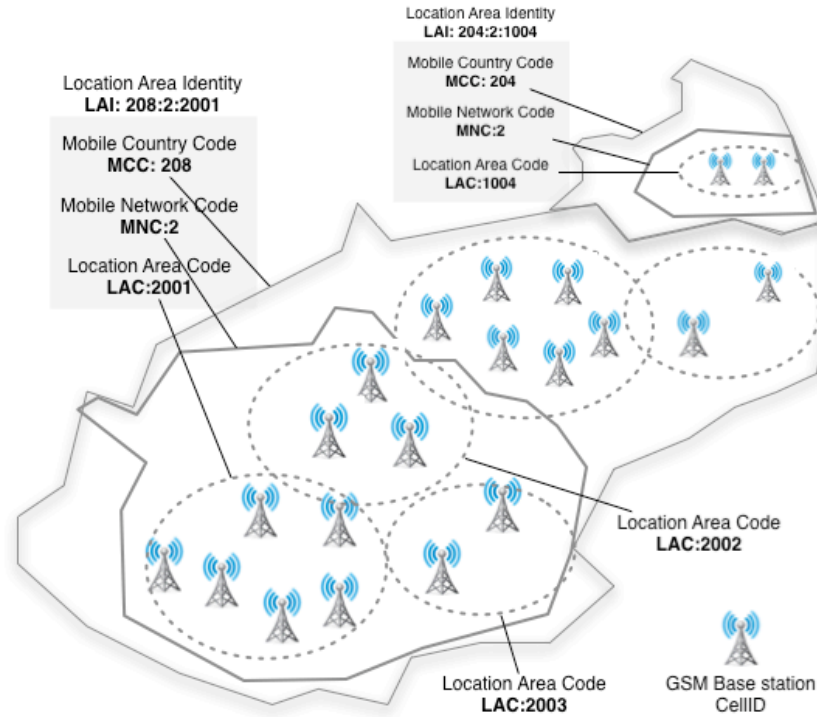 Location Area Identity
LAI: 204:2:1004
Mobile Country Code
MCC: 204
Mobile Network Code
MNC:2
Location Area Code
LAC:1004
Location Area Identity
LAI: 208:2:2001
Mobile Country Code
MCC: 208
Mobile Network Code
MNC:2
Location Area Code
LAC:2001
Location Area Code
LAC:2002
Location Area Code
LAC:2003
GSM Base station
CellID